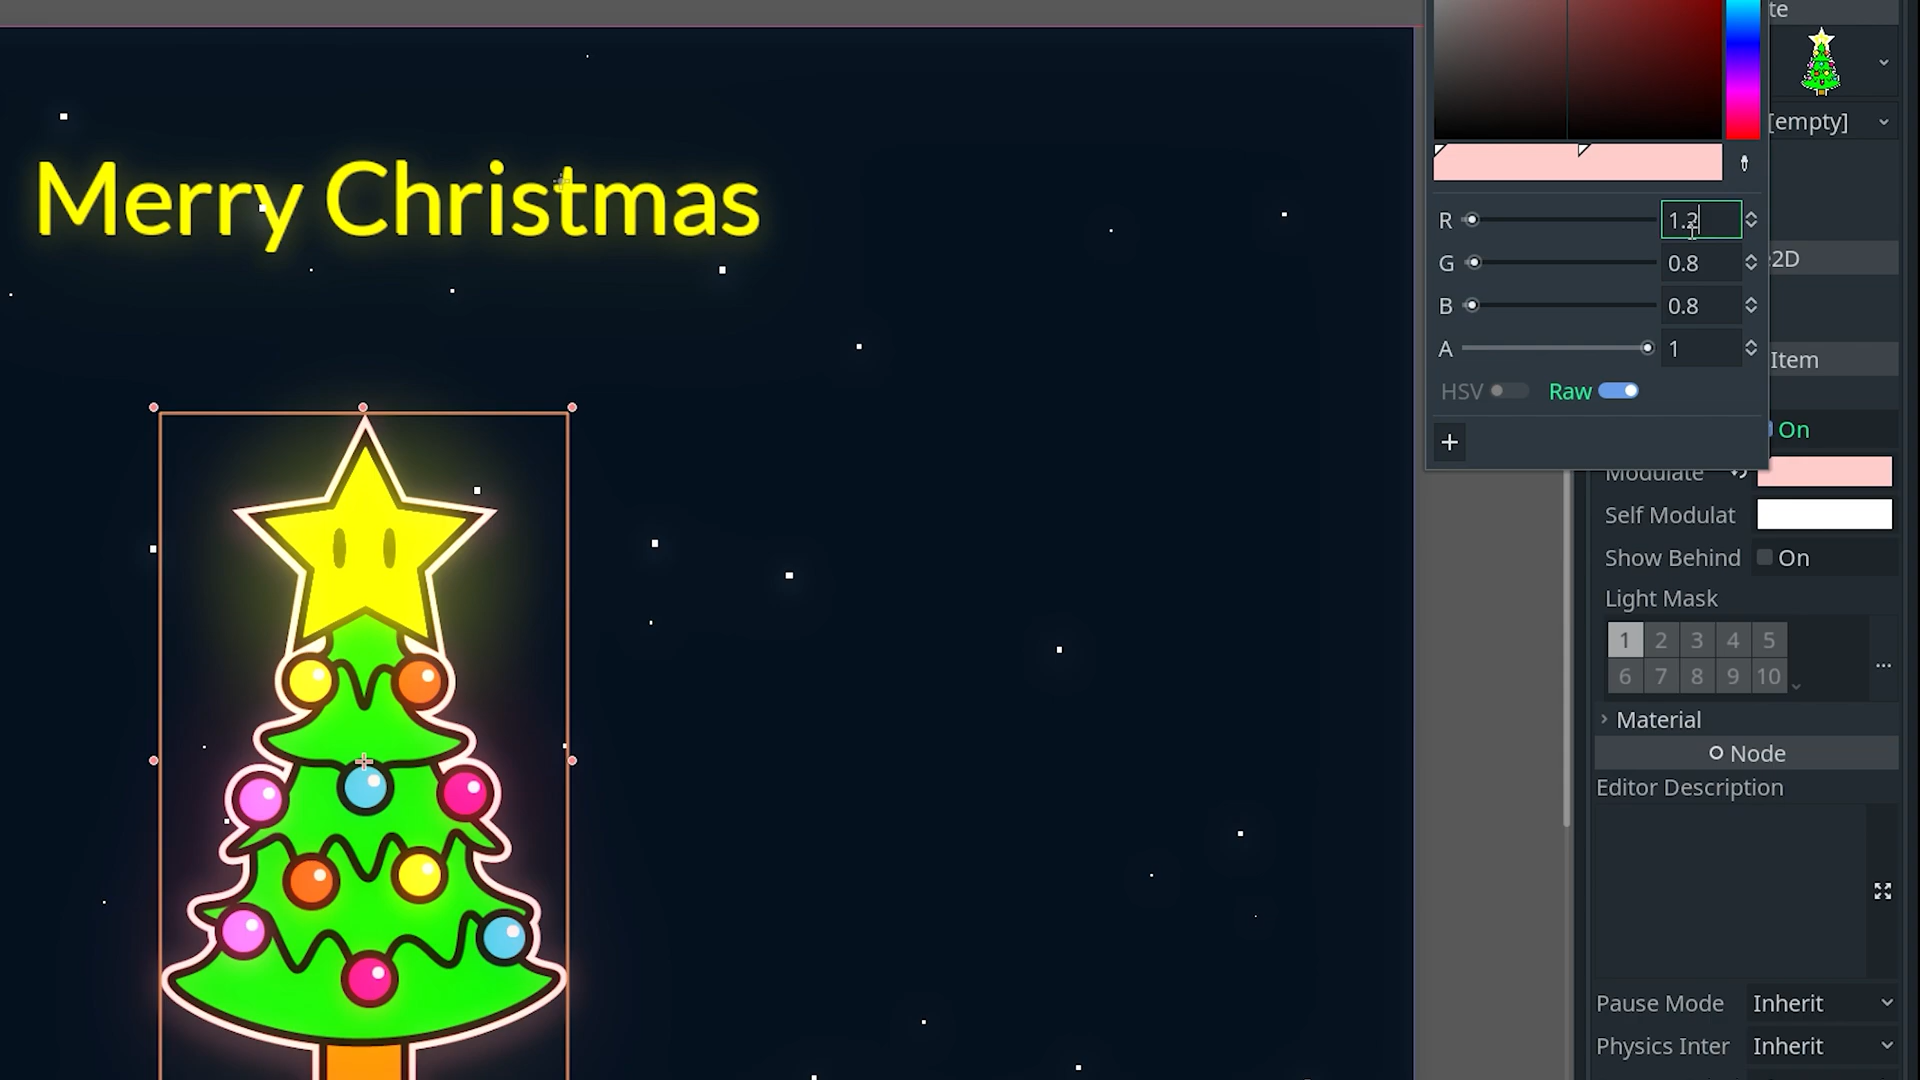 te
[empty]
Merry Christmas
R 1.2
G 0.8
2D
B 0.8
A 1
Item
HSV Raw
On
+
Modulate
Self Modulat
Show Behind On
Light Mask
1 2 3 4 5
6 7 8 9 10
...
Material
Node
Editor Description
Pause Mode Inherit
Physics Inter Inherit